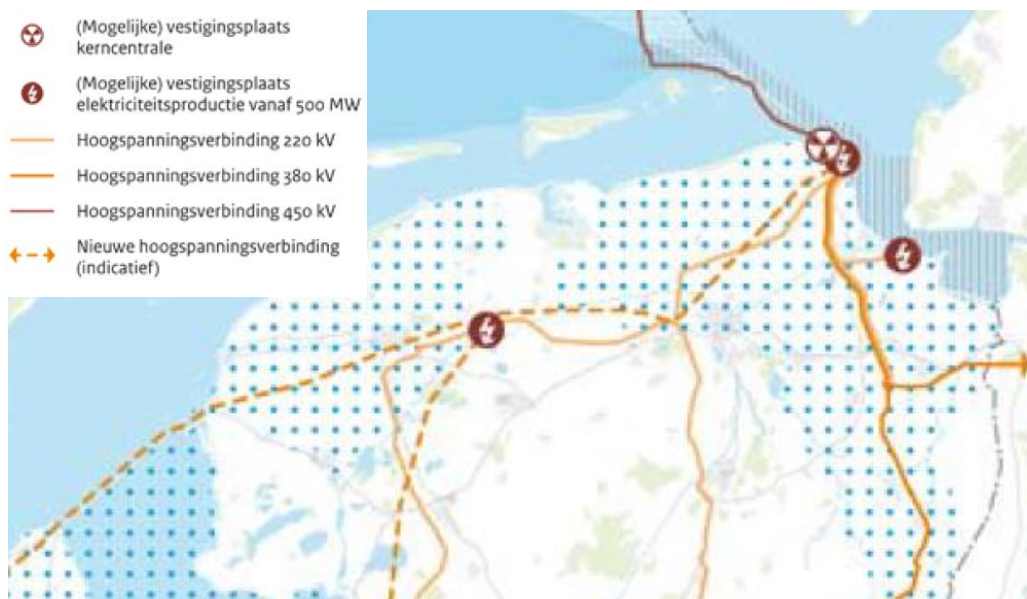 (Mogelijke) vestigingsplaats
kerncentrale
(Mogelijke) vestigingsplaats
elektriciteitsproductie vanaf 500 MW
Hoogspanningsverbinding 220 kV
Hoogspanningsverbinding 380 kV
Hoogspanningsverbinding 450 kV
Nieuwe hoogspanningsverbinding
(indicatief)